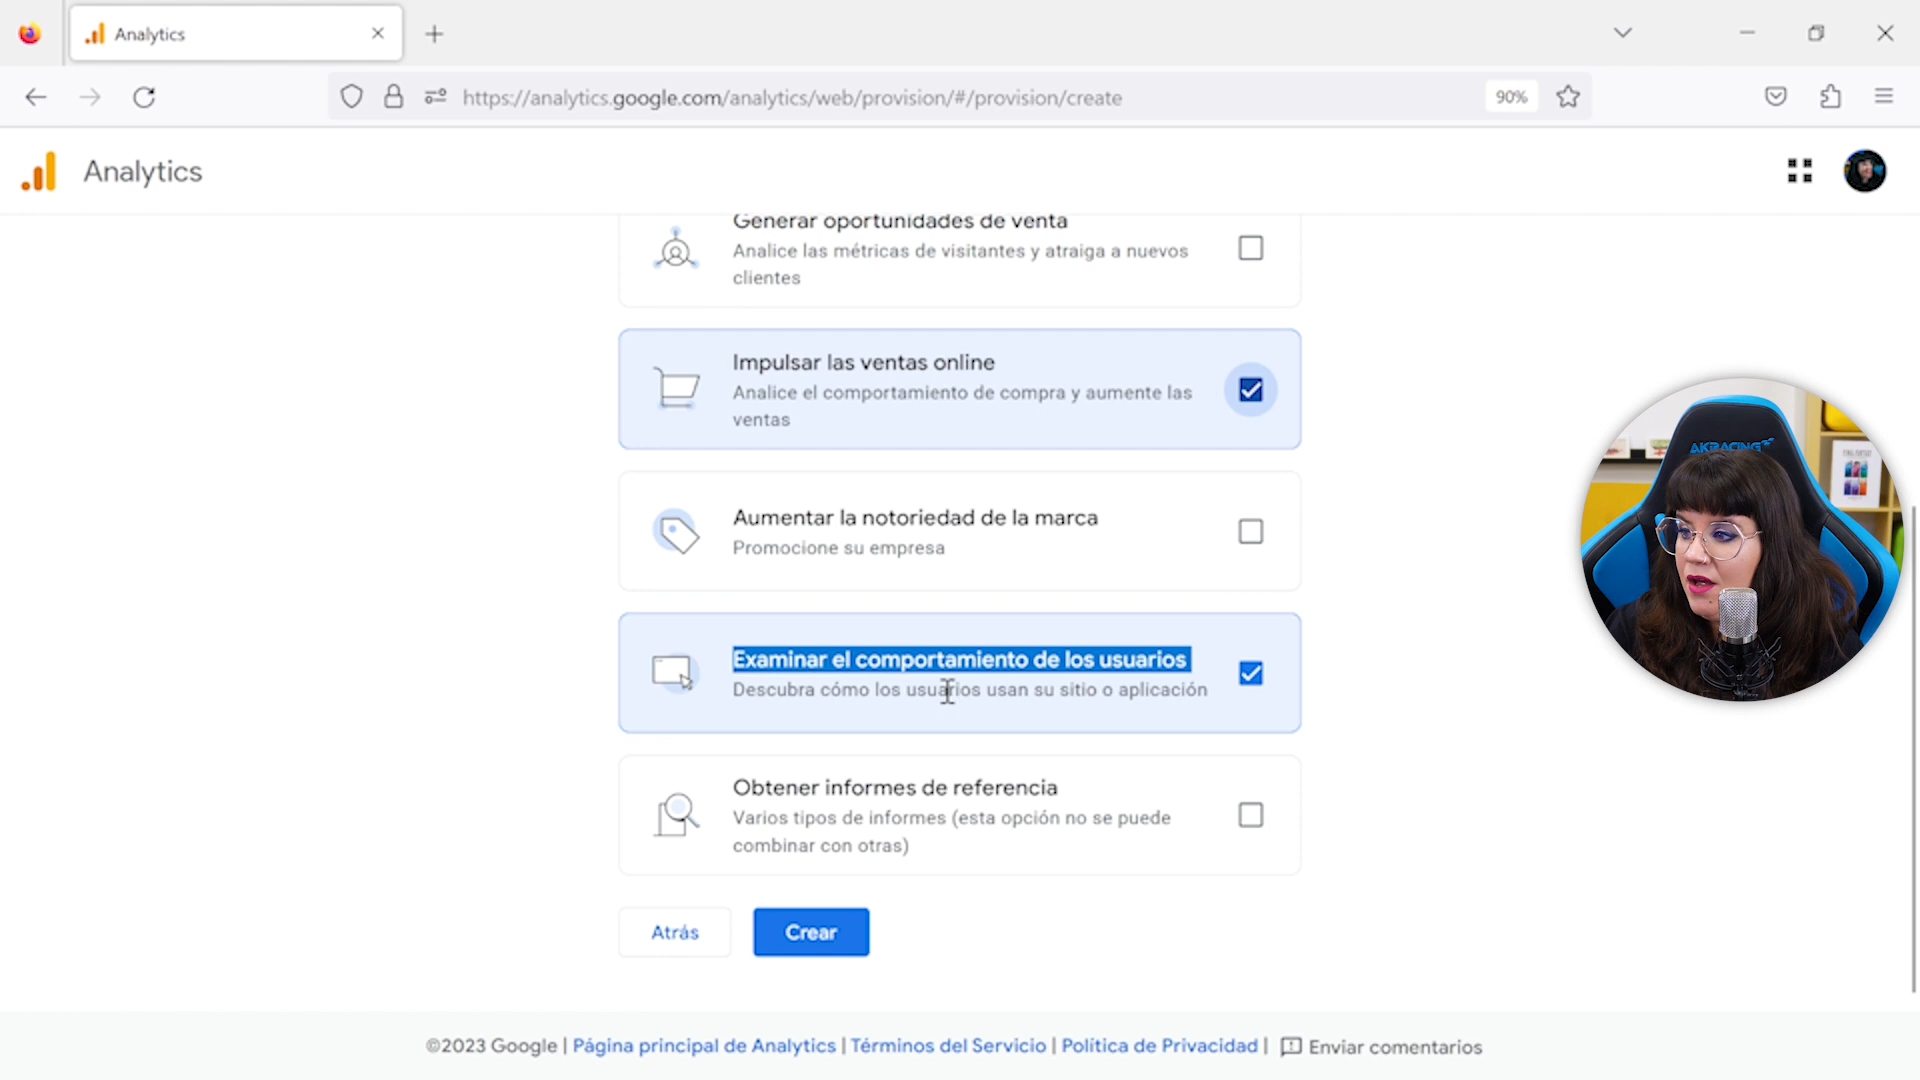 Analytics
https://analytics.google.com/analytics/web/provision/#/provision/create
90%
Analytics
Generar oportunidades de venta
Analice las métricas de visitantes y atraiga a nuevos
clientes
Impulsar las ventas online
Analice el comportamiento de compra y aumente las
ventas
Aumentar la notoriedad de la marca
Promocione su empresa
Examinar el comportamiento de los usuarios
Descubra cómo los usuarios usan su sitio o aplicación
Obtener informes de referencia
Varios tipos de informes (esta opción no se puede
combinar con otras)
Atrás
Crear
AKRACING
©2023 Google | Página principal de Analytics | Términos del Servicio | Política de Privacidad | Enviar comentarios